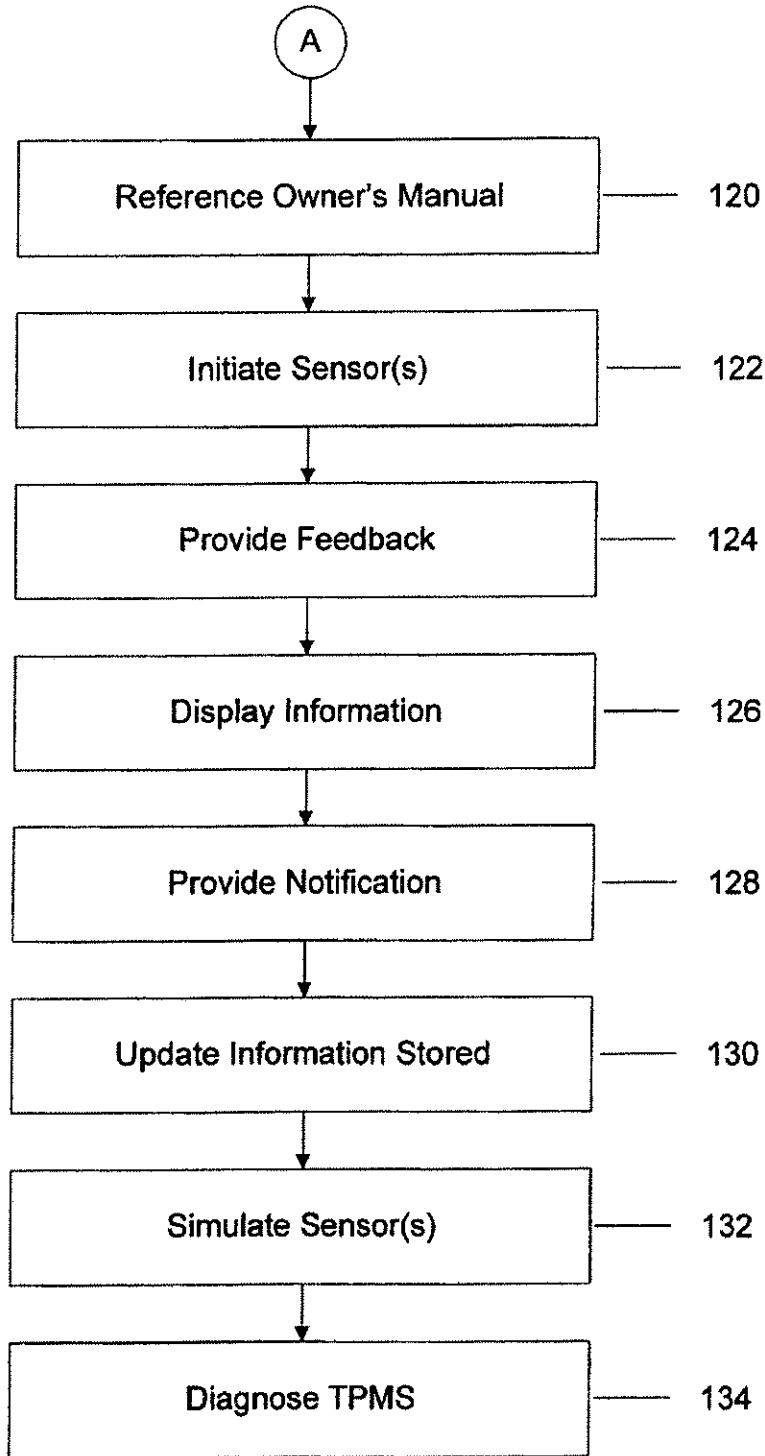 A
Reference Owner's Manual 120
Initiate Sensor(s) 122
Provide Feedback 124
Display Information 126
Provide Notification 128
Update Information Stored 130
Simulate Sensor(s) 132
Diagnose TPMS 134